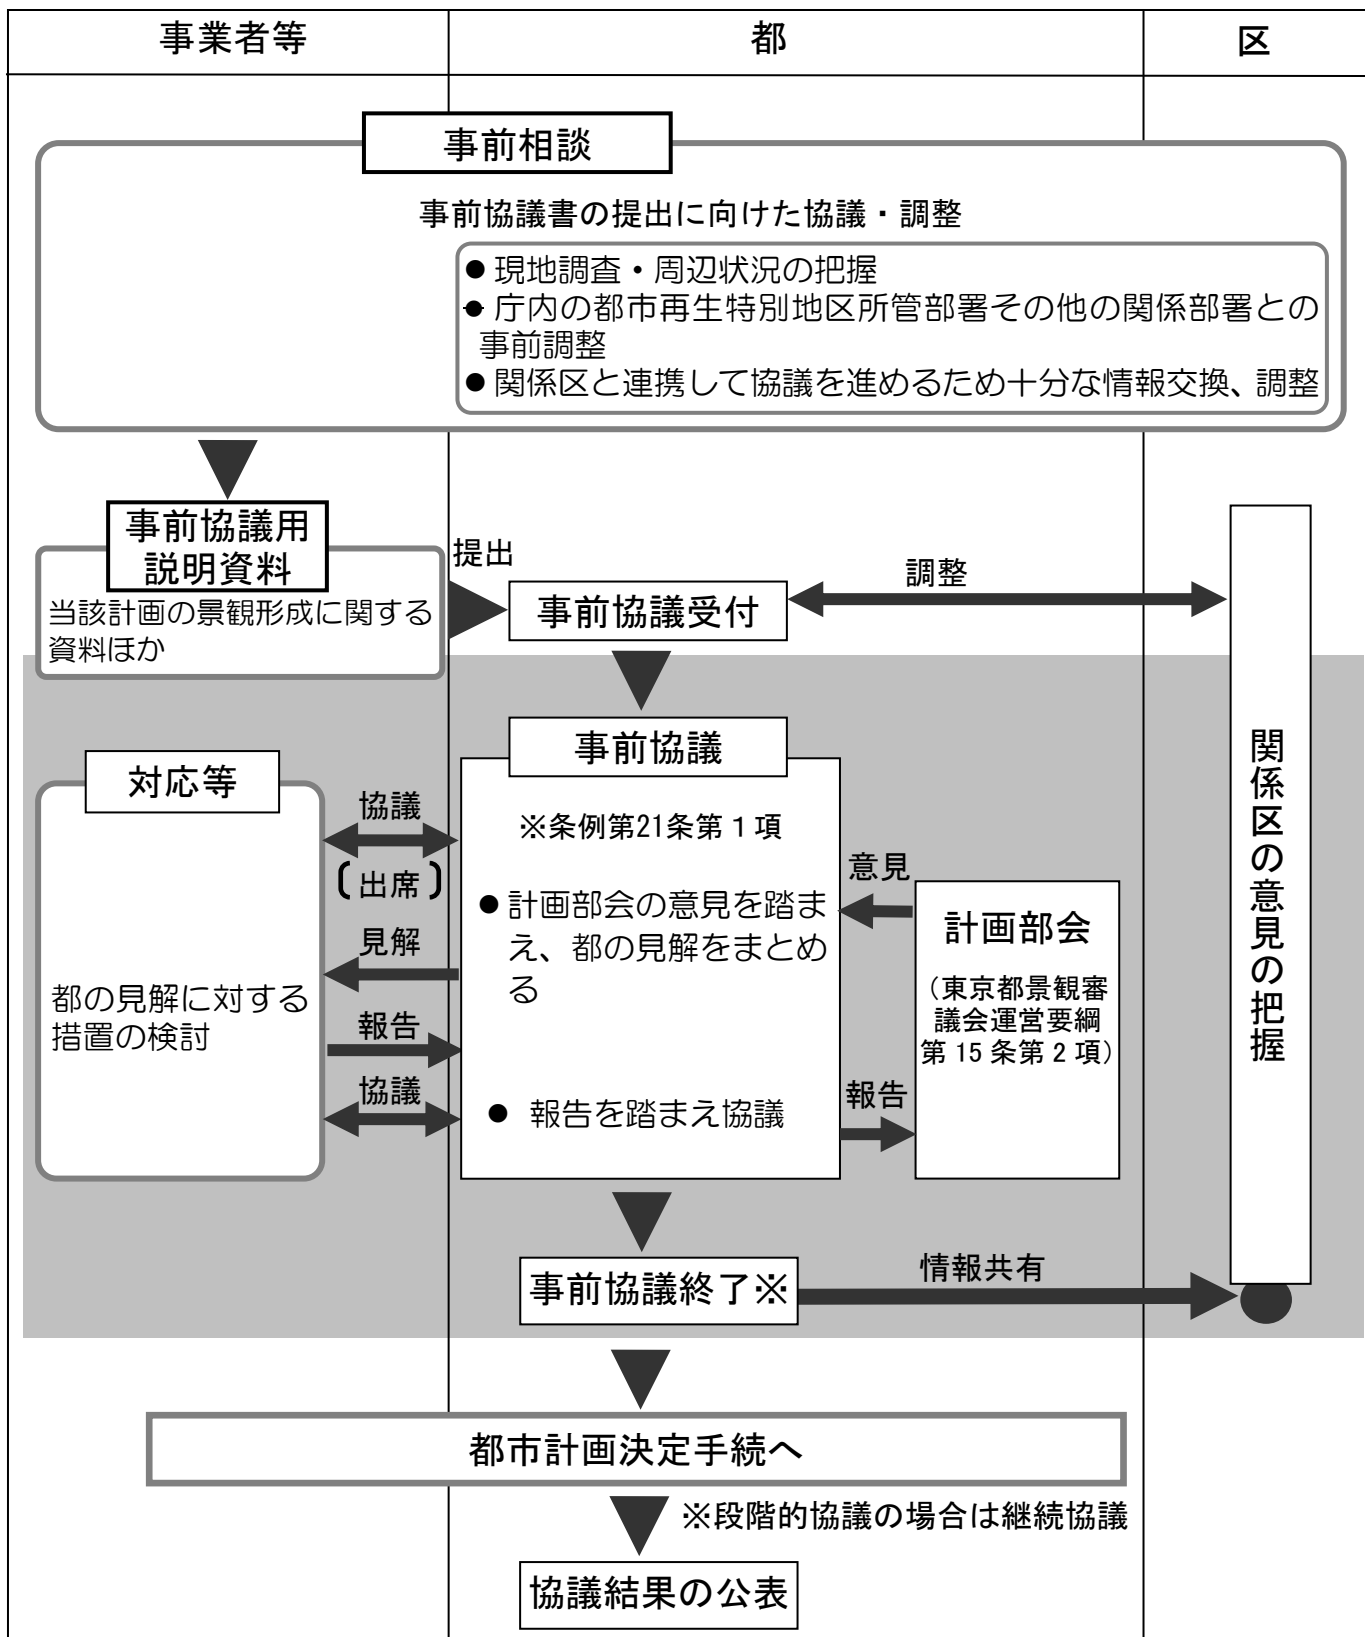 事業者等
都
区
事前相談
事前協議書の提出に向けた協議・調整
●現地調査・周辺状況の把握
●庁内の都市再生特別地区所管部署その他の関係部署との
事前調整
●関係区と連携して協議を進めるため十分な情報交換、調整
事前協議用
説明資料
当該計画の景観形成に関する
資料ほか
提出
事前協議受付
調整
関係区の意見の把握
事前協議
※条例第21条第1項
●計画部会の意見を踏ま
え、都の見解をまとめ
る
● 報告を踏まえ協議
対応等
都の見解に対する
措置の検討
協議
〔出席〕
見解
報告
協議
意見
報告
計画部会
（東京都景観審
議会運営要綱
第15条第2項）
事前協議終了※
情報共有
都市計画決定手続へ
※段階的協議の場合は継続協議
協議結果の公表